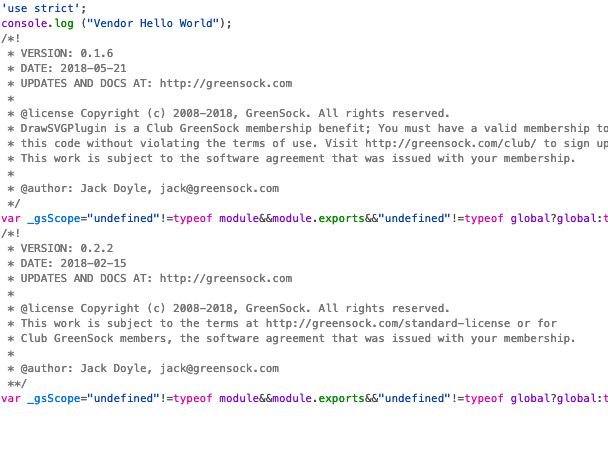 'use strict';
console.log ("Vendor Hello World");
/*!
 * VERSION: 0.1.6
 * DATE: 2018-05-21
 * UPDATES AND DOCS AT: http://greensock.com
 *
 * @license Copyright (c) 2008-2018, GreenSock. All rights reserved.
 * DrawSVGPlugin is a Club GreenSock membership benefit; You must have a valid membership to
 * this code without violating the terms of use. Visit http://greensock.com/club/ to sign up
 * This work is subject to the software agreement that was issued with your membership.
 *
 * @author: Jack Doyle, jack@greensock.com
 */
var _gsScope="undefined"!=typeof module&&module.exports&&"undefined"!=typeof global?global:t
/*!
 * VERSION: 0.2.2
 * DATE: 2018-02-15
 * UPDATES AND DOCS AT: http://greensock.com
 *
 * @license Copyright (c) 2008-2018, GreenSock. All rights reserved.
 * This work is subject to the terms at http://greensock.com/standard-license or for
 * Club GreenSock members, the software agreement that was issued with your membership.
 *
 * @author: Jack Doyle, jack@greensock.com
 **/
var _gsScope="undefined"!=typeof module&&module.exports&&"undefined"!=typeof global?global:t